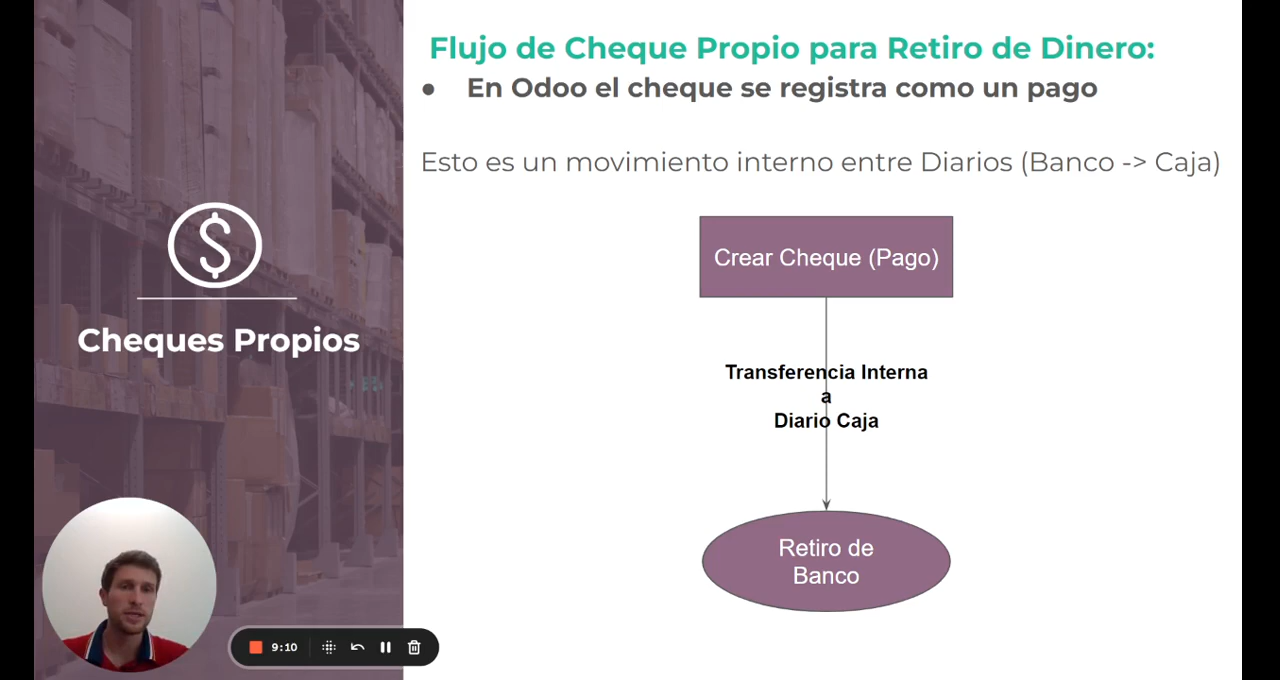 Flujo de Cheque Propio para Retiro de Dinero:
● En Odoo el cheque se registra como un pago
Esto es un movimiento interno entre Diarios (Banco -> Caja)
Crear Cheque (Pago)
Cheques Propios
Transferencia Interna
a
Diario Caja
Retiro de
Banco
9:10